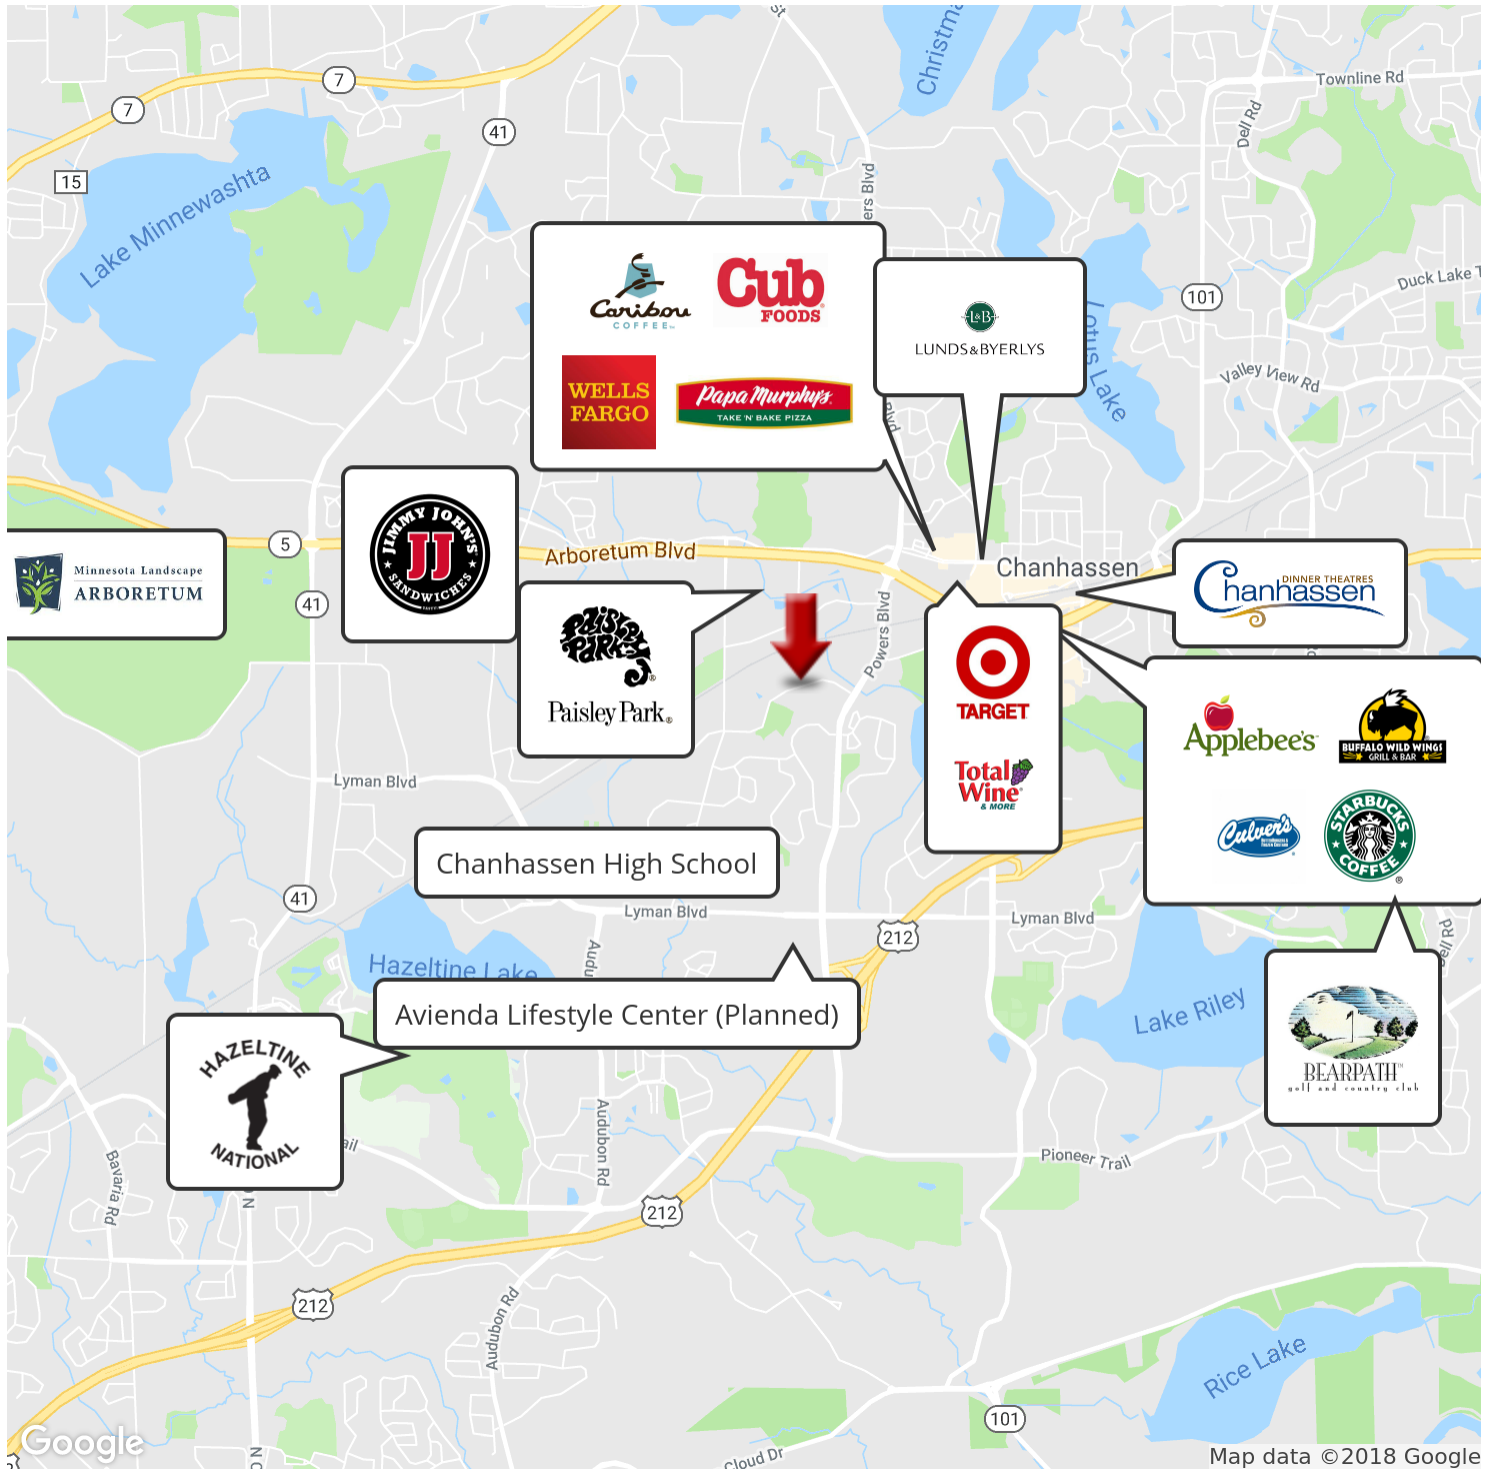 Christma
Townline Rd
7
7
41
Dell Rd
15
Lake Minnewashta
ers Blvd
Duck Lake T
101
Caribou
COFFEE
Cub
FOODS
L&B
LUNDS&BYERLYS
Lotus Lake
WELLS
FARGO
Papa Murphy's
TAKE 'N' BAKE PIZZA
Valley View Rd
Blvd
JIMMY JOHN'S
JJ
SANDWICHES
5
Arboretum Blvd
Minnesota Landscape
ARBORETUM
Chanhassen
DINNER THEATRES
Chanhassen
41
Paisley
Park
Paisley Park®
Powers Blvd
TARGET
Total
Wine
& MORE
Applebee's
BUFFALO WILD WINGS
GRILL & BAR
Culver's
STARBUCKS
COFFEE
Lyman Blvd
Chanhassen High School
41
Lyman Blvd
Lyman Blvd
212
Audu
ell Rd
Hazeltine Lake
Avienda Lifestyle Center (Planned)
Lake Riley
HAZELTINE
NATIONAL
BEARPATH
golf and country club
ail
Audubon Rd
Pioneer Trail
Bavaria Rd
N
212
212
Audubon Rd
Rice Lake
101
Google
Cloud Dr
Map data ©2018 Google